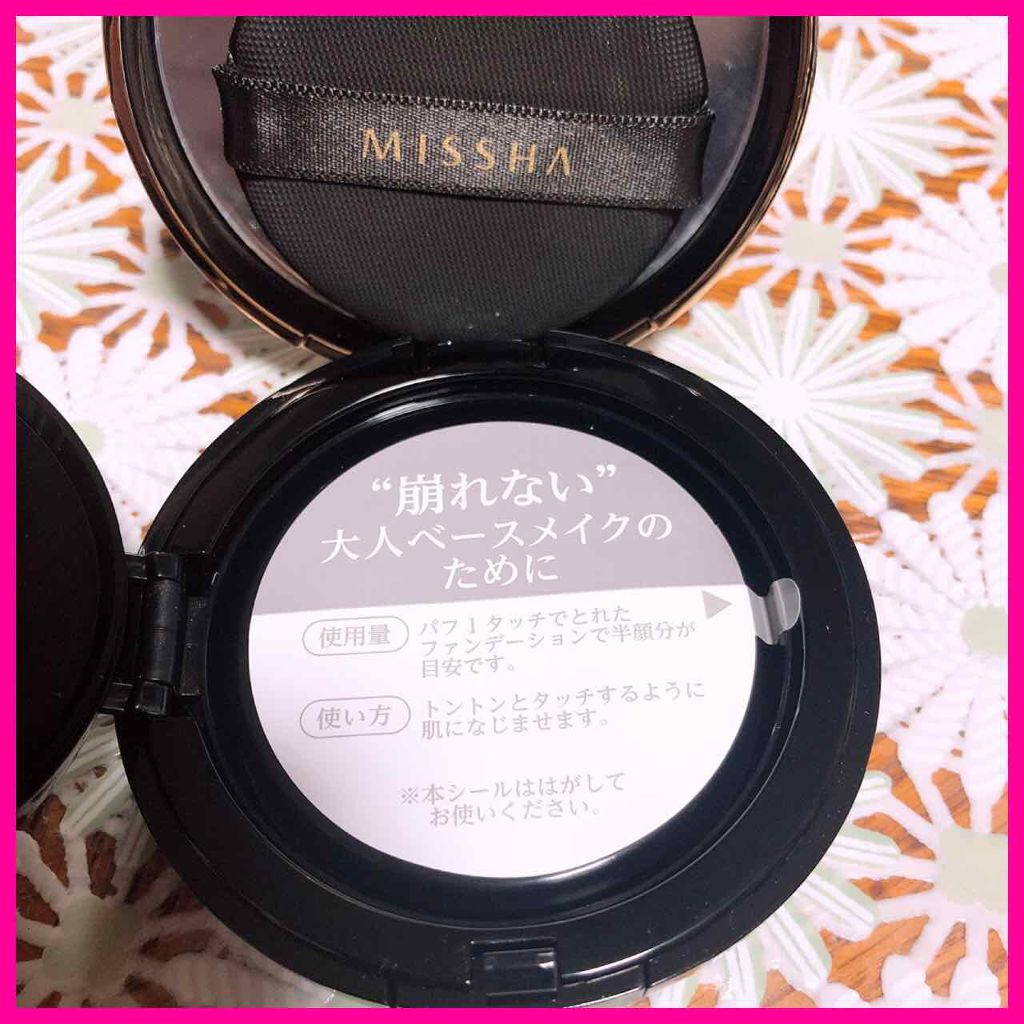 MISSHA
“崩れない”
大人ベースメイクの
ために
使用量
パフ1タッチでとれた
ファンデーションで半顔分が
目安です。
使い方
トントンとタッチするように
肌になじませます。
※本シールははがして
お使いください。